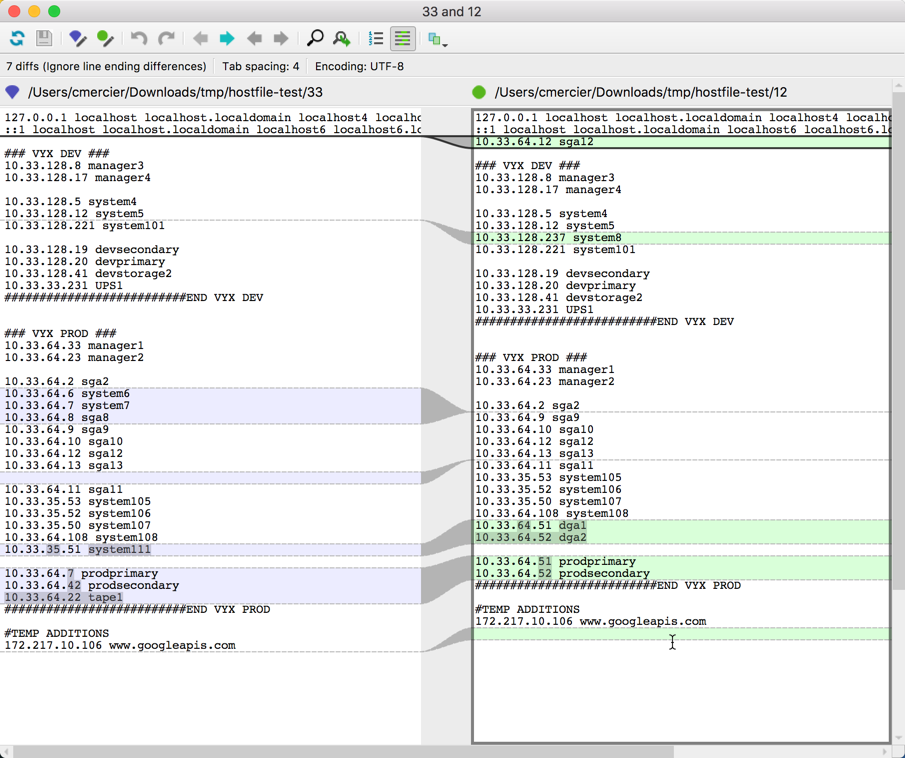 33 and 12
7 diffs (Ignore line ending differences) Tab spacing: 4 Encoding: UTF-8
/Users/cmercier/Downloads/tmp/hostfile-test/33
127.0.0.1 localhost localhost.localdomain localhost4 localho
::1 localhost localhost.localdomain localhost6 localhost6.lo
### VYX DEV ###
10.33.128.8 manager3
10.33.128.17 manager4
10.33.128.5 system4
10.33.128.12 system5
10.33.128.221 system101
10.33.128.19 devsecondary
10.33.128.20 devprimary
10.33.128.41 devstorage2
10.33.33.231 UPS1
##########################END VYX DEV
### VYX PROD ###
10.33.64.33 manager1
10.33.64.23 manager2
10.33.64.2 sga2
10.33.64.6 system6
10.33.64.7 system7
10.33.64.8 sga8
10.33.64.9 sga9
10.33.64.10 sga10
10.33.64.12 sga12
10.33.64.13 sga13
10.33.64.11 sga11
10.33.35.53 system105
10.33.35.52 system106
10.33.35.50 system107
10.33.64.108 system108
10.33.35.51 system111
10.33.64.7 prodprimary
10.33.64.42 prodsecondary
10.33.64.22 tape1
##########################END VYX PROD
#TEMP ADDITIONS
172.217.10.106 www.googleapis.com
/Users/cmercier/Downloads/tmp/hostfile-test/12
127.0.0.1 localhost localhost.localdomain localhost4 localh
::1 localhost localhost.localdomain localhost6 localhost6.l
10.33.64.12 sga12
### VYX DEV ###
10.33.128.8 manager3
10.33.128.17 manager4
10.33.128.5 system4
10.33.128.12 system5
10.33.128.237 system8
10.33.128.221 system101
10.33.128.19 devsecondary
10.33.128.20 devprimary
10.33.128.41 devstorage2
10.33.33.231 UPS1
##########################END VYX DEV
### VYX PROD ###
10.33.64.33 manager1
10.33.64.23 manager2
10.33.64.2 sga2
10.33.64.9 sga9
10.33.64.10 sga10
10.33.64.12 sga12
10.33.64.13 sga13
10.33.64.11 sga11
10.33.35.53 system105
10.33.35.52 system106
10.33.35.50 system107
10.33.64.108 system108
10.33.64.51 dga1
10.33.64.52 dga2
10.33.64.51 prodprimary
10.33.64.52 prodsecondary
##########################END VYX PROD
#TEMP ADDITIONS
172.217.10.106 www.googleapis.com